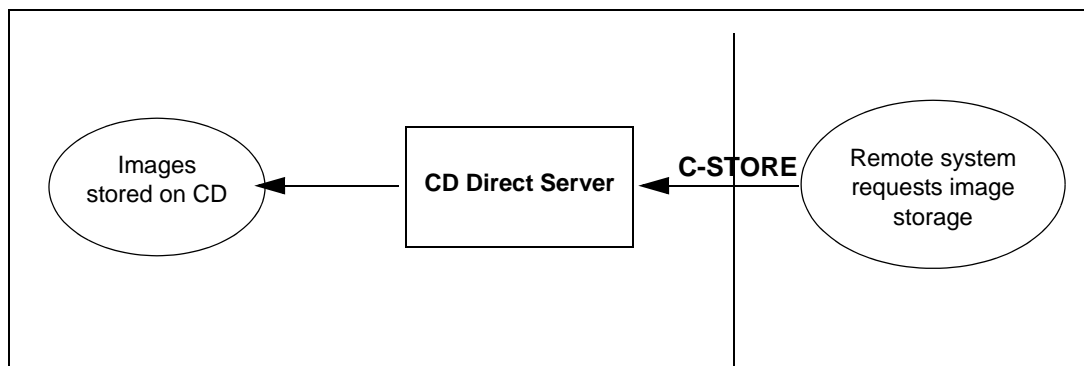 Images
stored on CD
CD Direct Server
C-STORE
Remote system
requests image
storage